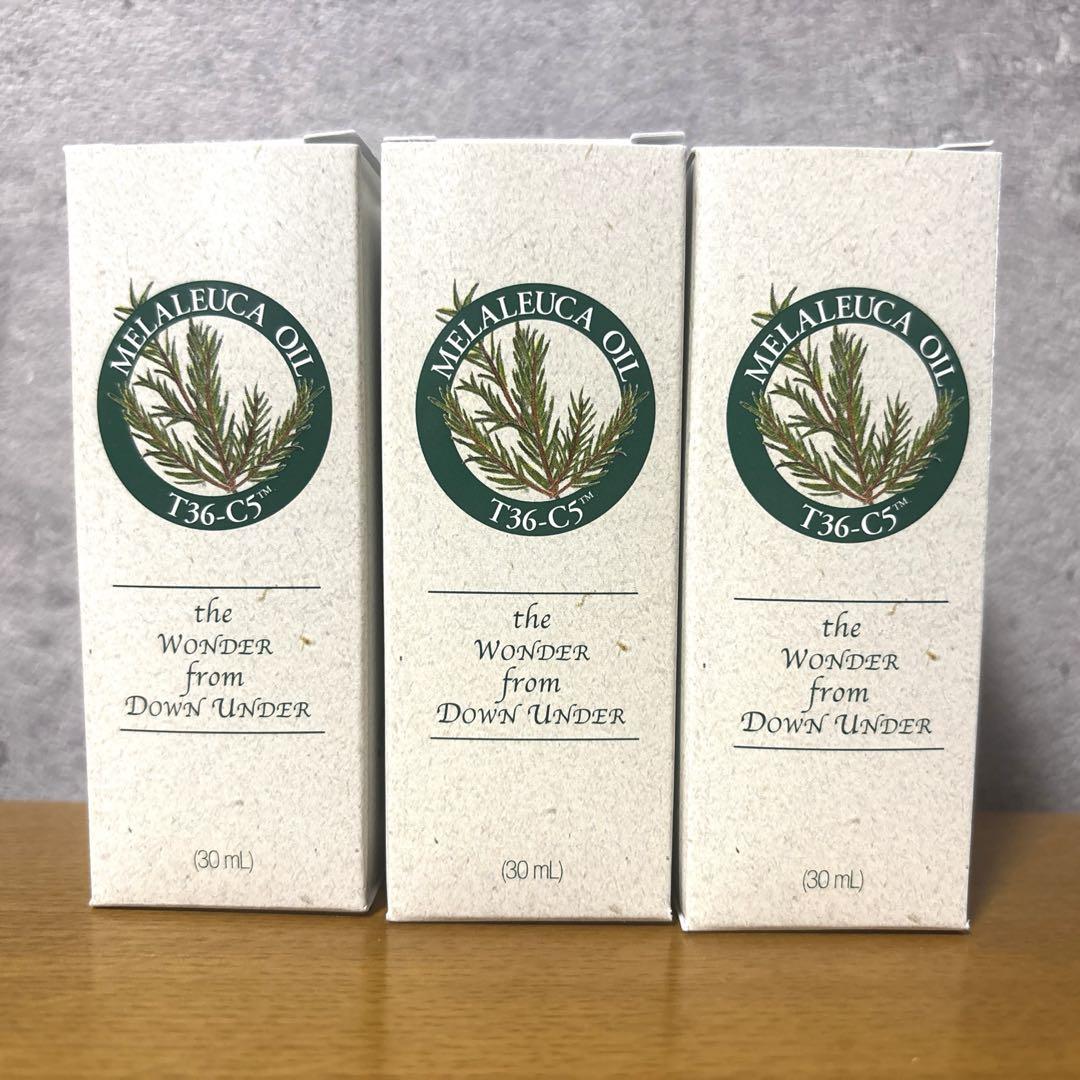 MELALEUCA OIL
T36-C5™
the
WONDER
from
DOWN UNDER
(30 mL)
MELALEUCA OIL
T36-C5™
the
WONDER
from
DOWN UNDER
(30 mL)
MELALEUCA OIL
T36-C5™
the
WONDER
from
DOWN UNDER
(30 mL)